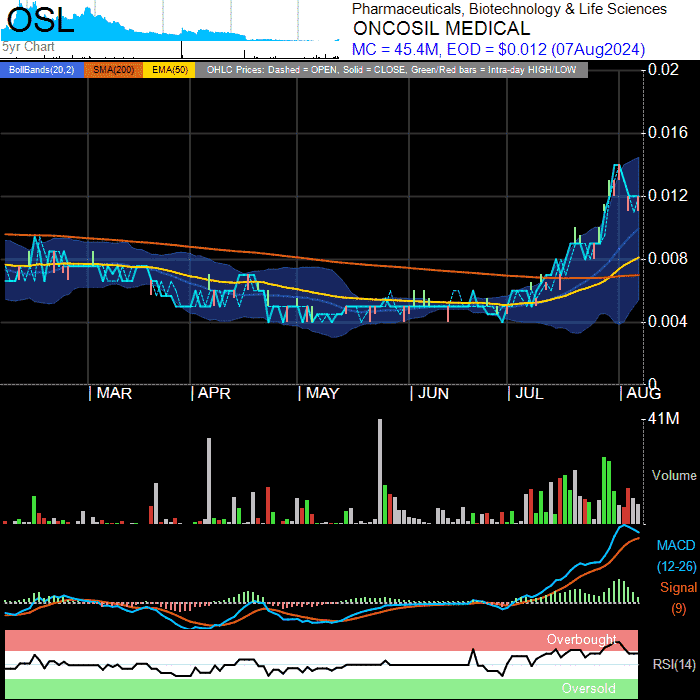 OSL
5yr Chart
Pharmaceuticals, Biotechnology & Life Sciences
ONCOSIL MEDICAL
MC = 45.4M, EOD = $0.012 (07Aug2024)
BollBands(20,2) SMA(200) EMA(50) OHLC Prices: Dashed = OPEN, Solid = CLOSE, Green/Red bars = Intra-day HIGH/LOW
0.02
0.016
0.012
0.008
0.004
0
MAR APR MAY JUN JUL AUG
41M
Volume
MACD
(12-26)
Signal
(9)
Overbought
RSI(14)
Oversold